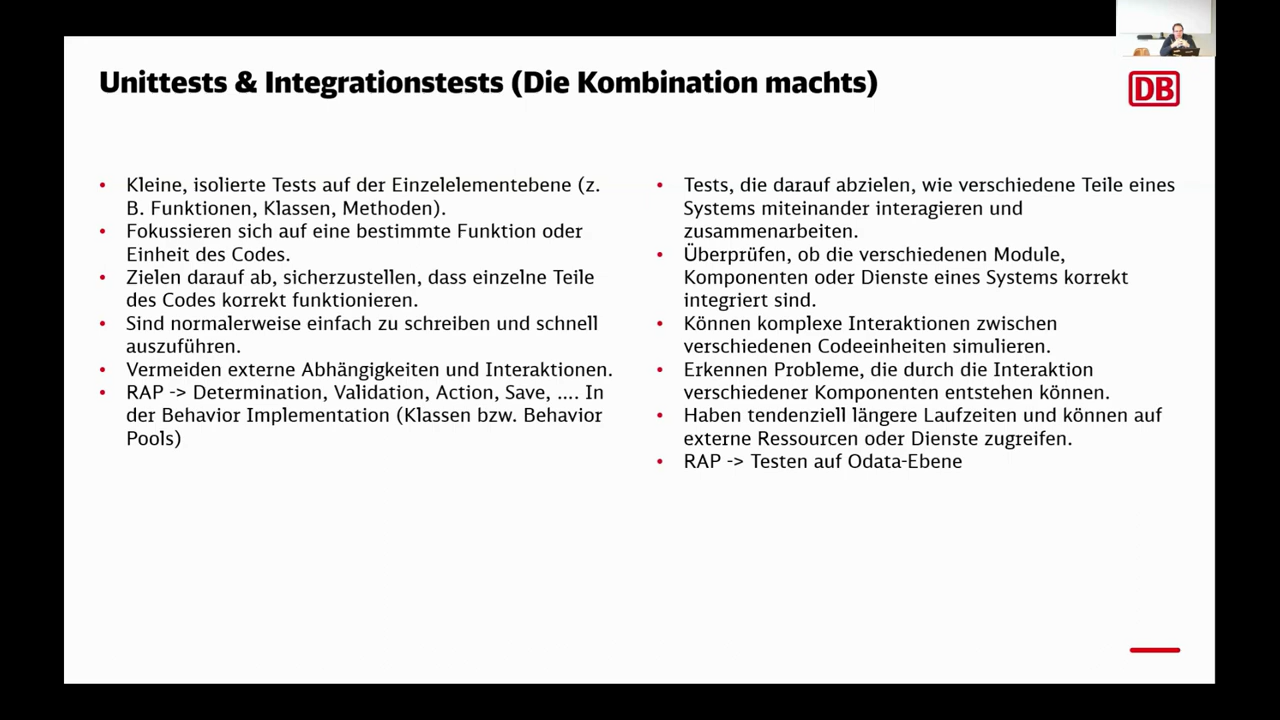 Unittests & Integrationstests (Die Kombination machts)
DB
• Kleine, isolierte Tests auf der Einzelelementebene (z.
B. Funktionen, Klassen, Methoden).
• Fokussieren sich auf eine bestimmte Funktion oder
Einheit des Codes.
• Zielen darauf ab, sicherzustellen, dass einzelne Teile
des Codes korrekt funktionieren.
• Sind normalerweise einfach zu schreiben und schnell
auszuführen.
• Vermeiden externe Abhängigkeiten und Interaktionen.
• RAP -> Determination, Validation, Action, Save, .... In
der Behavior Implementation (Klassen bzw. Behavior
Pools)
• Tests, die darauf abzielen, wie verschiedene Teile eines
Systems miteinander interagieren und
zusammenarbeiten.
• Überprüfen, ob die verschiedenen Module,
Komponenten oder Dienste eines Systems korrekt
integriert sind.
• Können komplexe Interaktionen zwischen
verschiedenen Codeeinheiten simulieren.
• Erkennen Probleme, die durch die Interaktion
verschiedener Komponenten entstehen können.
• Haben tendenziell längere Laufzeiten und können auf
externe Ressourcen oder Dienste zugreifen.
• RAP -> Testen auf Odata-Ebene